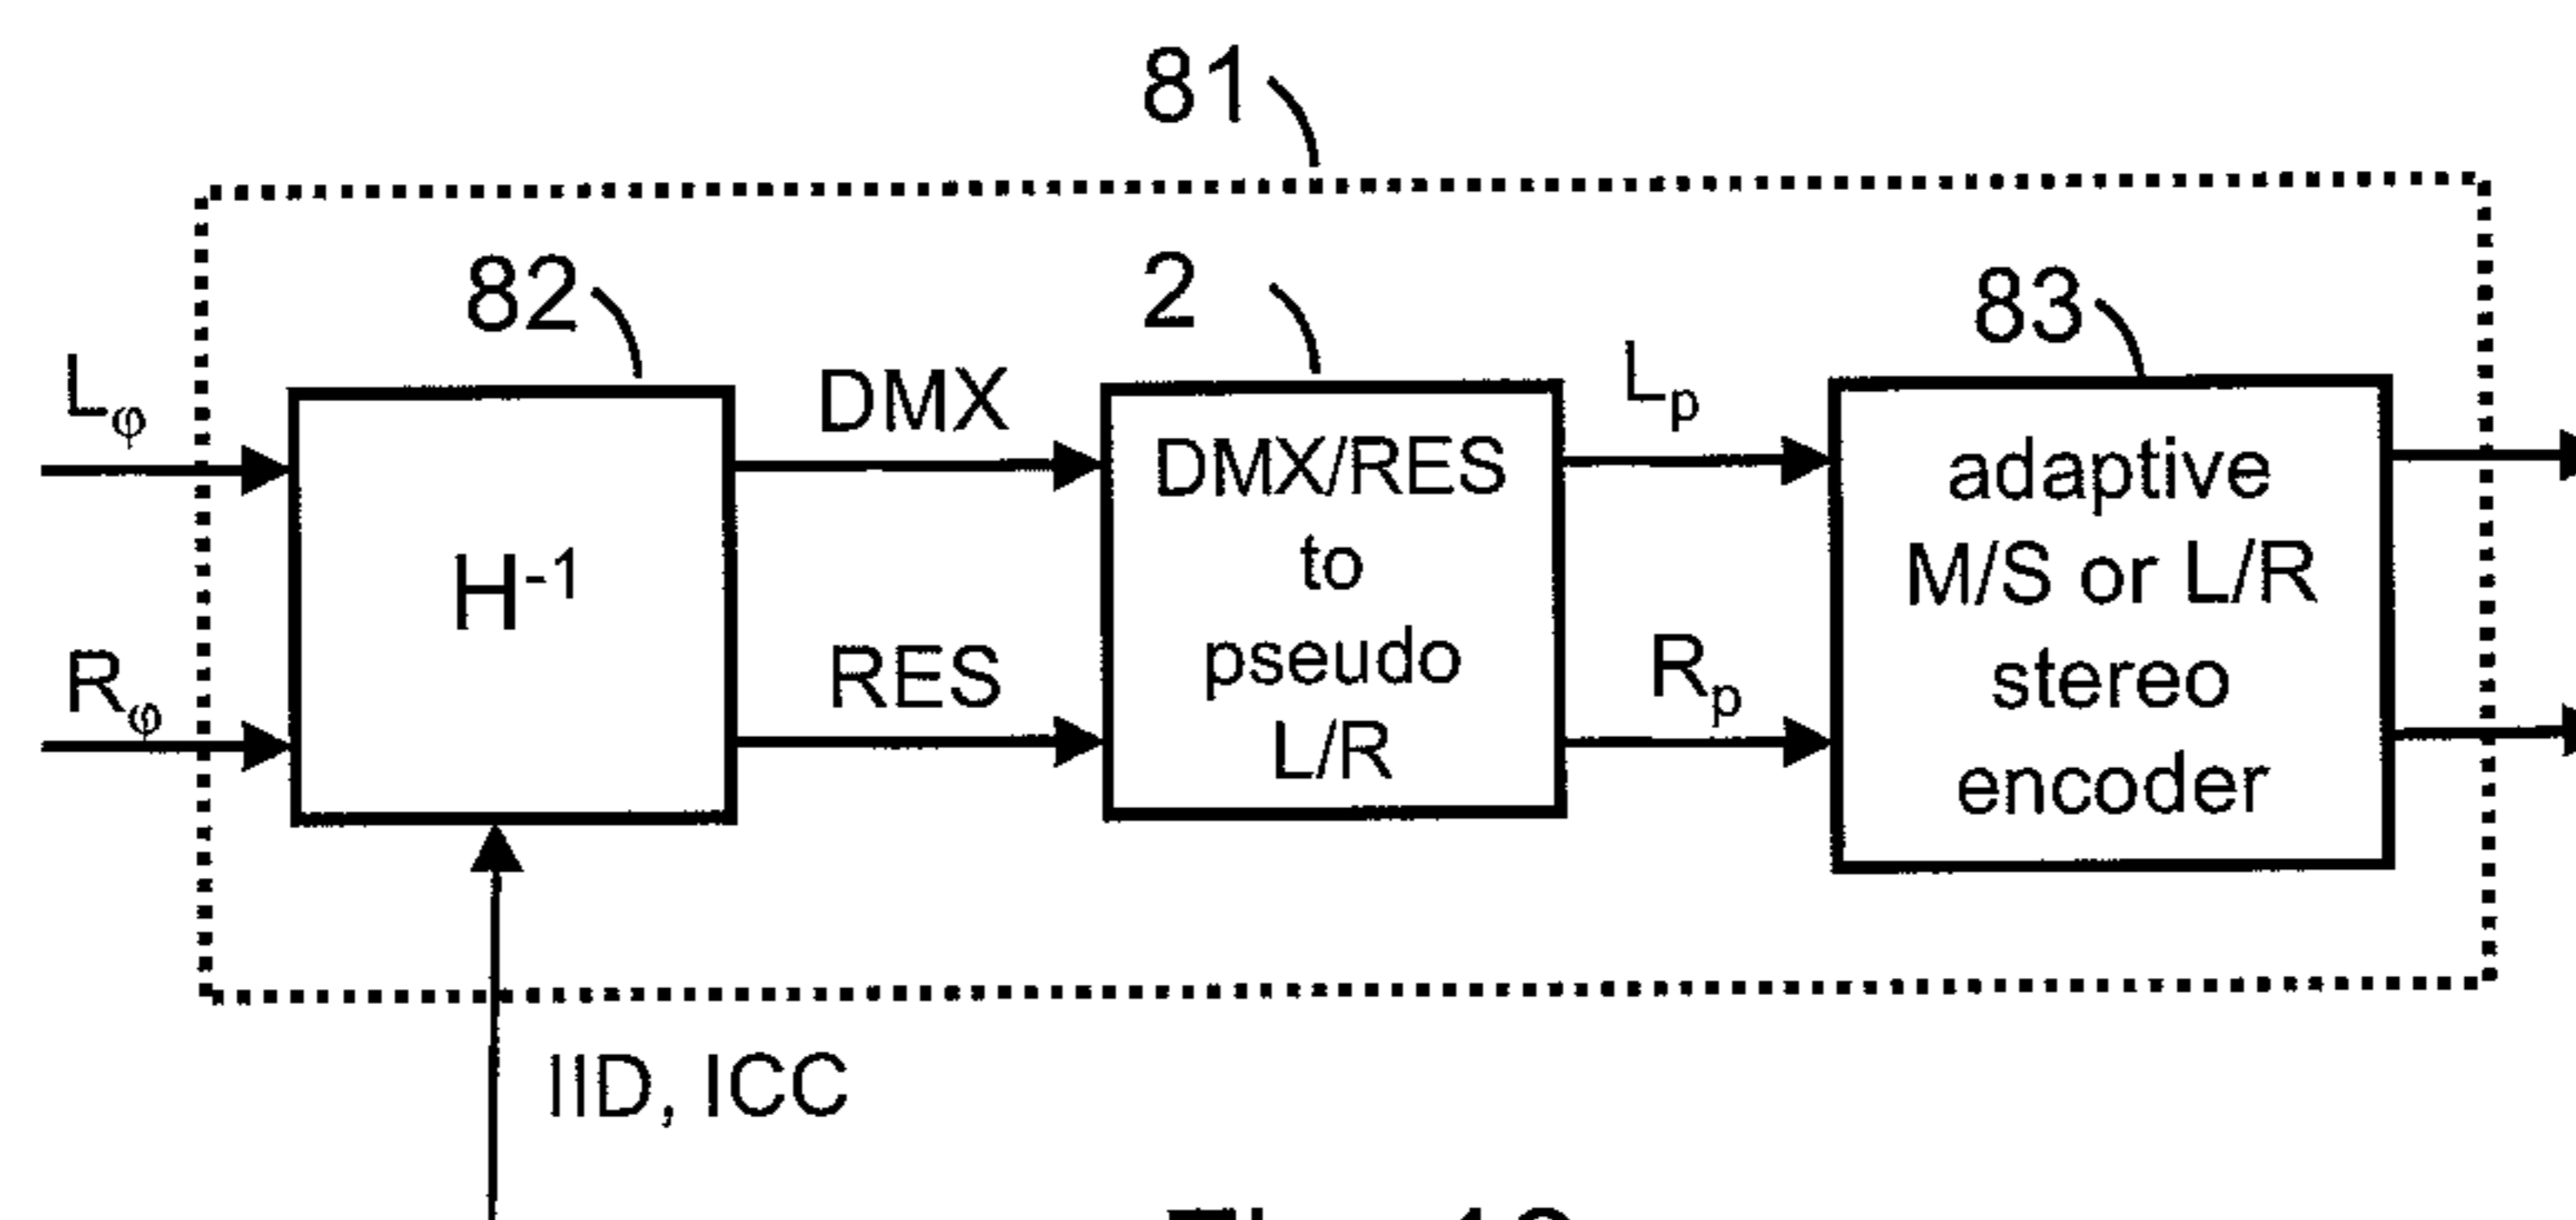 81
82
2
83
Lφ
DMX
Lp
Rφ
RES
Rp
H-1
DMX/RES
to
pseudo
L/R
adaptive
M/S or L/R
stereo
encoder
IID, ICC